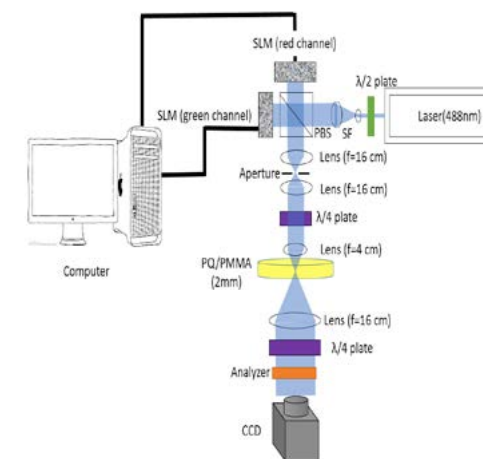 SLM (red channel)
λ/2 plate
SLM (green channel)
PBS
SF
Laser(488nm)
Lens (f=16 cm)
Aperture
Lens (f=16 cm)
λ/4 plate
Lens (f=4 cm)
PQ/PMMA
(2mm)
Computer
Lens (f=16 cm)
λ/4 plate
Analyzer
CCD